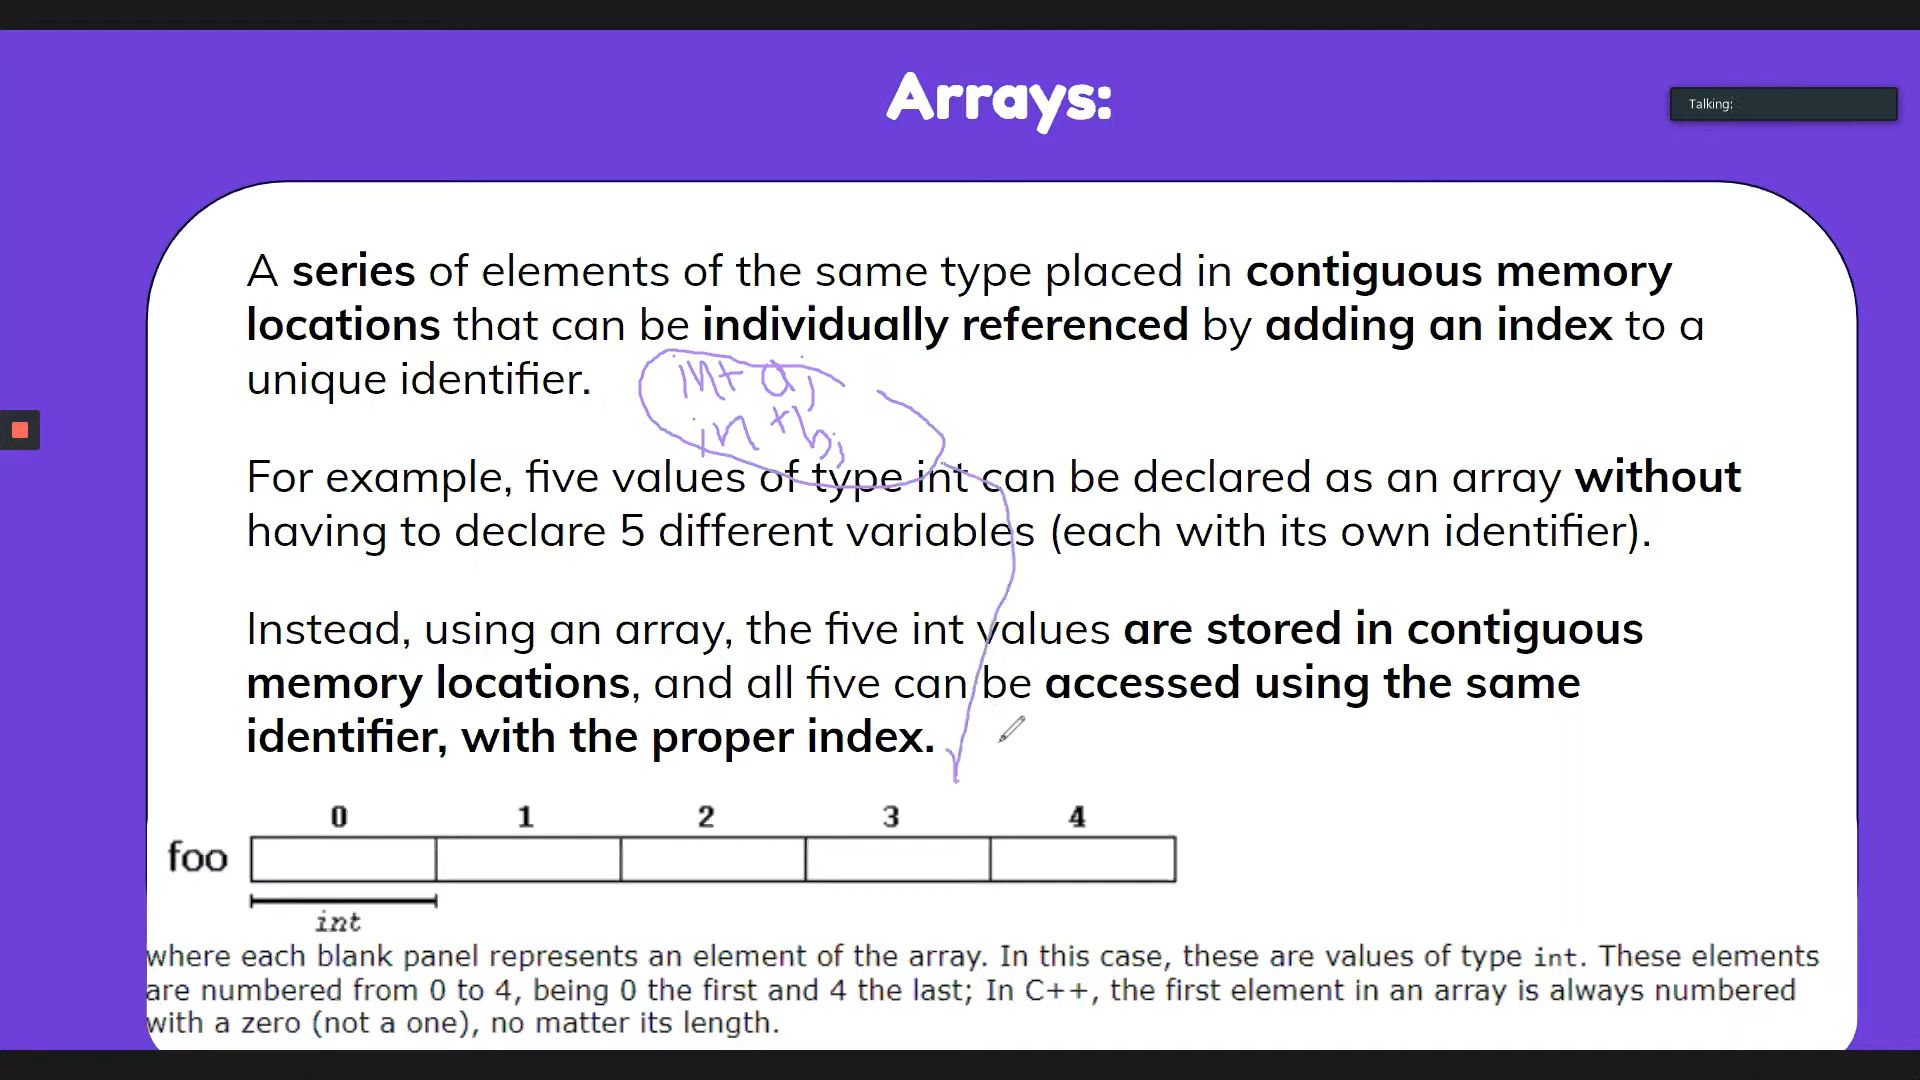 Arrays:
Talking:
A series of elements of the same type placed in contiguous memory
locations that can be individually referenced by adding an index to a
unique identifier.
int a;
int b;
For example, five values of type int can be declared as an array without
having to declare 5 different variables (each with its own identifier).
Instead, using an array, the five int values are stored in contiguous
memory locations, and all five can be accessed using the same
identifier, with the proper index.
0 1 2 3 4
foo
int
where each blank panel represents an element of the array. In this case, these are values of type int. These elements
are numbered from 0 to 4, being 0 the first and 4 the last; In C++, the first element in an array is always numbered
with a zero (not a one), no matter its length.